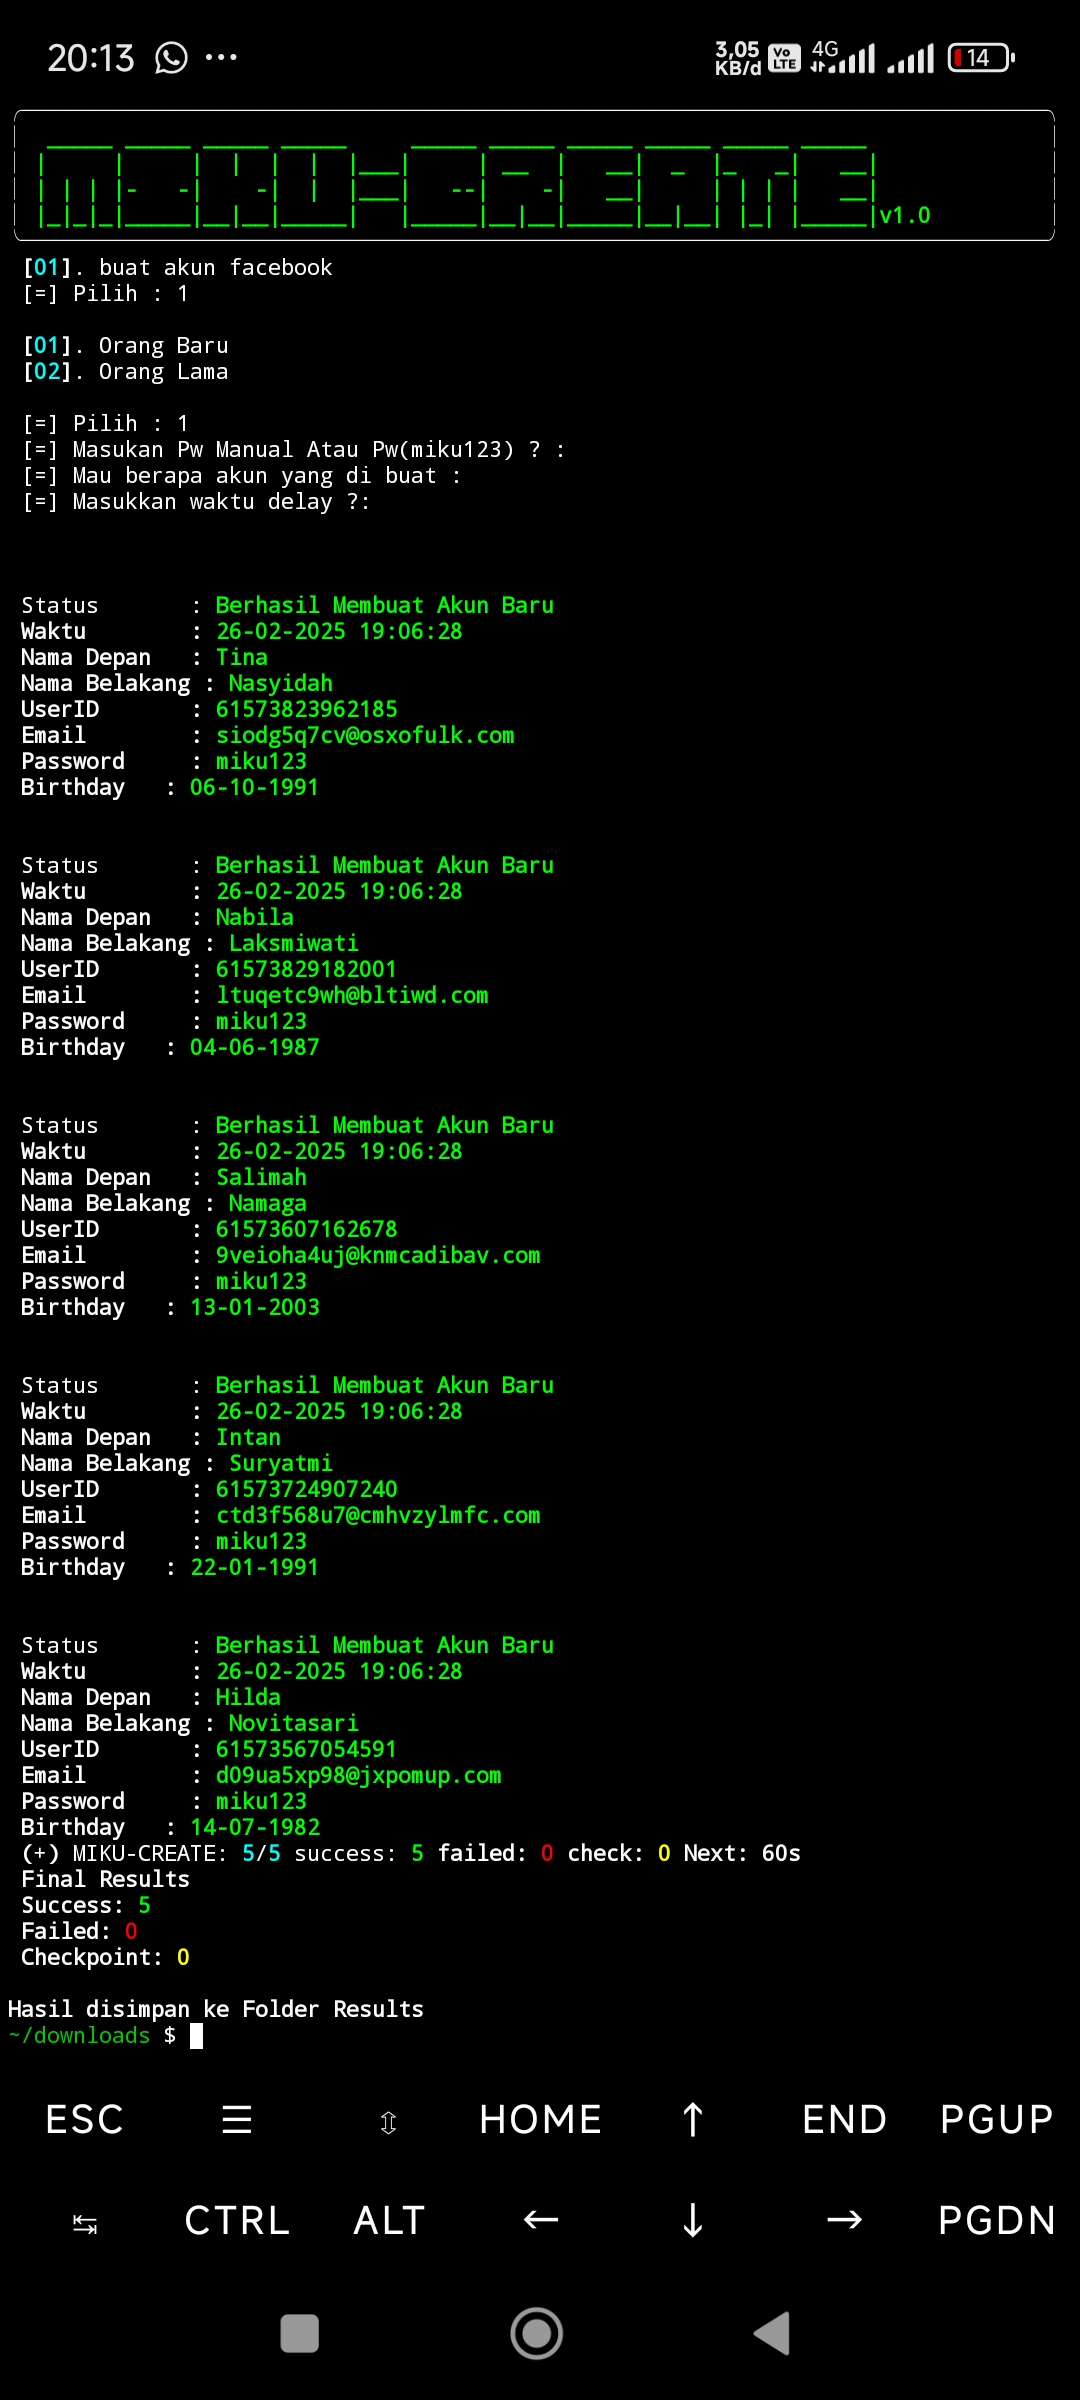 20:13 ... 3,05 KB/d Vo LTE 4G 14
MIKU-CREATE v1.0
[01]. buat akun facebook
[=] Pilih : 1
[01]. Orang Baru
[02]. Orang Lama
[=] Pilih : 1
[=] Masukan Pw Manual Atau Pw(miku123) ? :
[=] Mau berapa akun yang di buat :
[=] Masukkan waktu delay ?:
Status : Berhasil Membuat Akun Baru
Waktu : 26-02-2025 19:06:28
Nama Depan : Tina
Nama Belakang : Nasyidah
UserID : 61573823962185
Email : siodg5q7cv@osxofulk.com
Password : miku123
Birthday : 06-10-1991
Status : Berhasil Membuat Akun Baru
Waktu : 26-02-2025 19:06:28
Nama Depan : Nabila
Nama Belakang : Laksmiwati
UserID : 61573829182001
Email : ltuqetc9wh@bltiwd.com
Password : miku123
Birthday : 04-06-1987
Status : Berhasil Membuat Akun Baru
Waktu : 26-02-2025 19:06:28
Nama Depan : Salimah
Nama Belakang : Namaga
UserID : 61573607162678
Email : 9veioha4uj@knmcadibav.com
Password : miku123
Birthday : 13-01-2003
Status : Berhasil Membuat Akun Baru
Waktu : 26-02-2025 19:06:28
Nama Depan : Intan
Nama Belakang : Suryatmi
UserID : 61573724907240
Email : ctd3f568u7@cmhvzylmfc.com
Password : miku123
Birthday : 22-01-1991
Status : Berhasil Membuat Akun Baru
Waktu : 26-02-2025 19:06:28
Nama Depan : Hilda
Nama Belakang : Novitasari
UserID : 61573567054591
Email : d09ua5xp98@jxpomup.com
Password : miku123
Birthday : 14-07-1982
(+) MIKU-CREATE: 5/5 success: 5 failed: 0 check: 0 Next: 60s
Final Results
Success: 5
Failed: 0
Checkpoint: 0
Hasil disimpan ke Folder Results
~/downloads $
ESC ☰ ⇳ HOME ↑ END PGUP
↹ CTRL ALT ← ↓ → PGDN